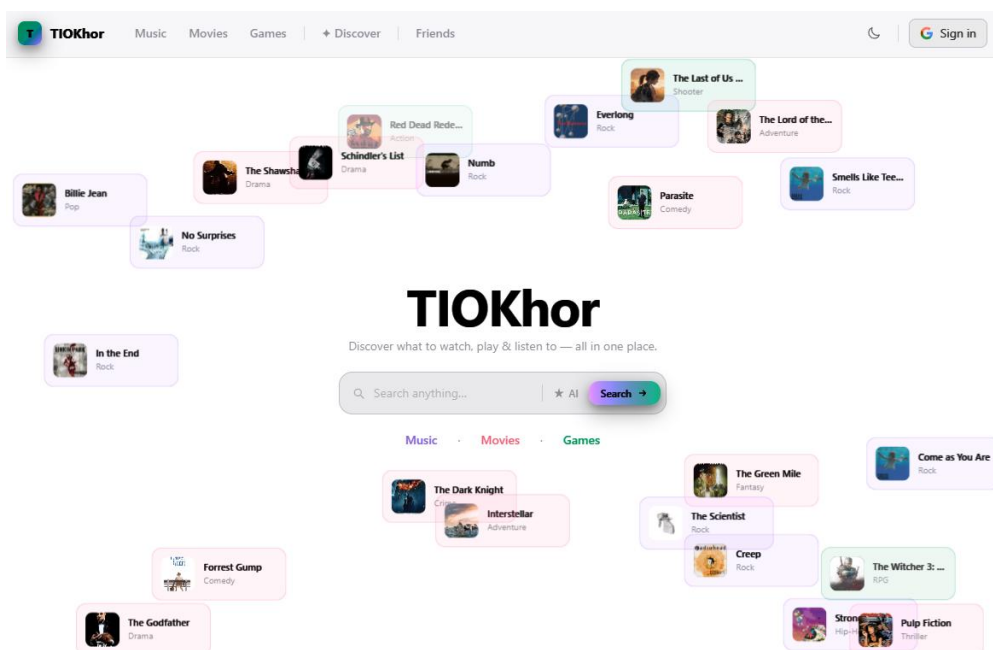 T TIOKhor Music Movies Games ✦ Discover Friends Sign in
The Last of Us ...
Shooter
Everlong
Rock
The Lord of the...
Adventure
Red Dead Rede...
Action
Schindler's List
Drama
Numb
Rock
The Shawsha
Drama
Smells Like Tee...
Rock
Billie Jean
Pop
Parasite
Comedy
PARASITE
No Surprises
Rock
TIOKhor
Discover what to watch, play & listen to — all in one place.
In the End
Rock
Search anything... ★ AI Search →
Music · Movies · Games
Come as You Are
Rock
The Green Mile
Fantasy
The Dark Knight
Crime
Interstellar
Adventure
The Scientist
Rock
Creep
Rock
Forrest Gump
Comedy
The Witcher 3: ...
RPG
The Godfather
Drama
Stron
Hip-H
Pulp Fiction
Thriller